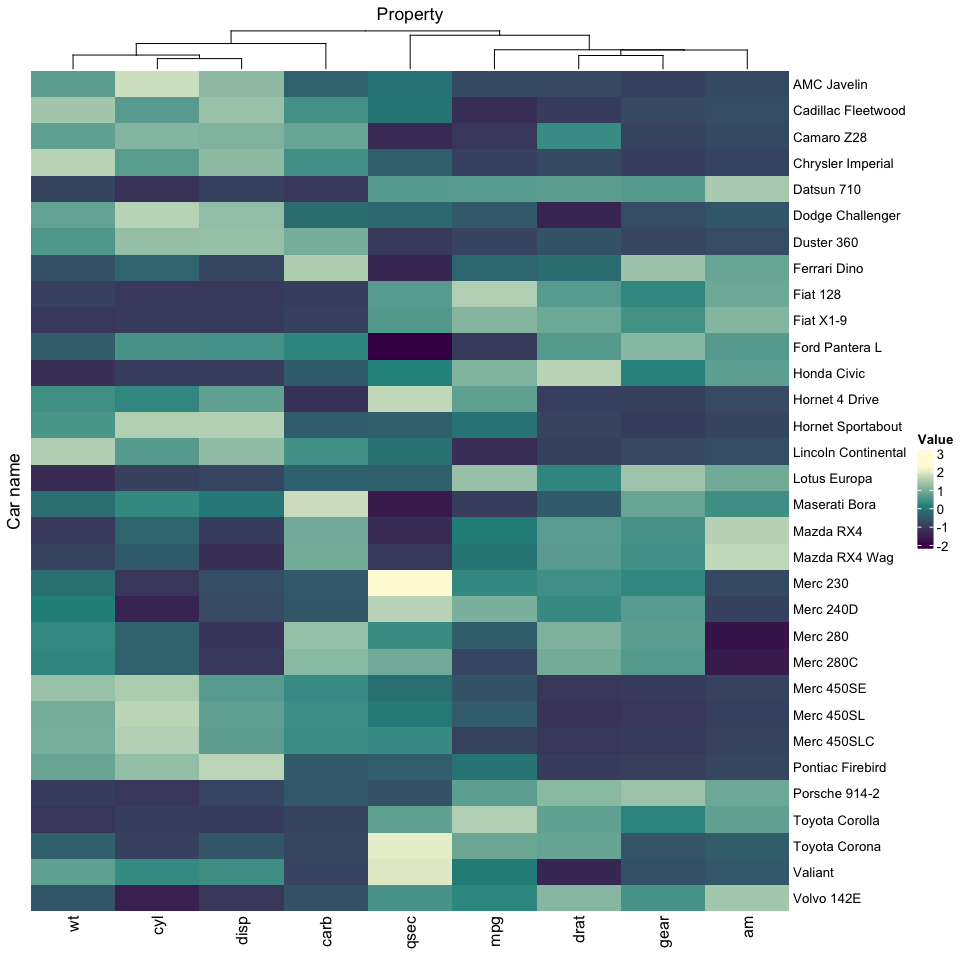 Property
AMC Javelin
Cadillac Fleetwood
Camaro Z28
Chrysler Imperial
Datsun 710
Dodge Challenger
Duster 360
Ferrari Dino
Fiat 128
Fiat X1-9
Ford Pantera L
Honda Civic
Hornet 4 Drive
Hornet Sportabout
Lincoln Continental
Lotus Europa
Maserati Bora
Mazda RX4
Mazda RX4 Wag
Merc 230
Merc 240D
Merc 280
Merc 280C
Merc 450SE
Merc 450SL
Merc 450SLC
Pontiac Firebird
Porsche 914-2
Toyota Corolla
Toyota Corona
Valiant
Volvo 142E
Car name
wt cyl disp carb qsec mpg drat gear am
Value
3
2
1
0
-1
-2